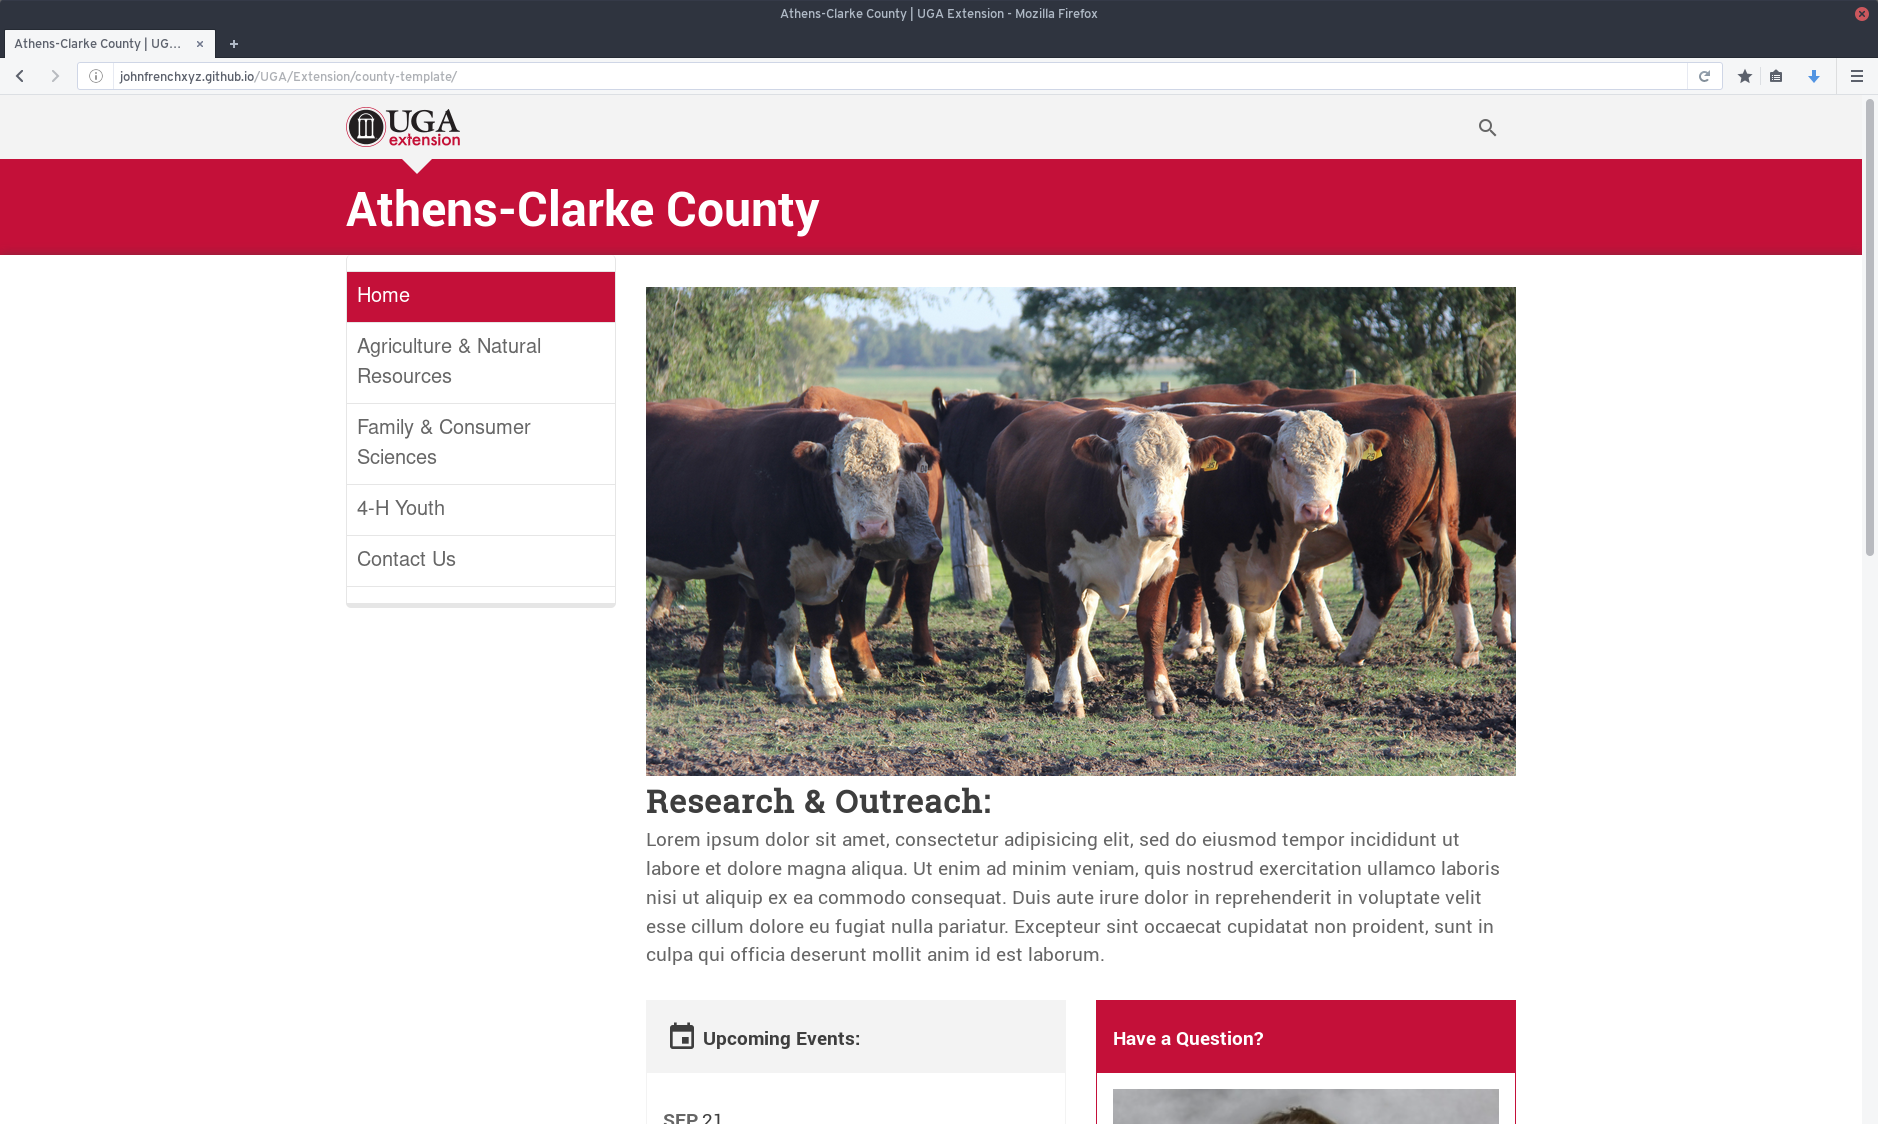 Athens-Clarke County | UGA Extension - Mozilla Firefox
Athens-Clarke County | UG...
johnfrenchxyz.github.io/UGA/Extension/county-template/
UGA
extension
Athens-Clarke County
Home
Agriculture & Natural
Resources
Family & Consumer
Sciences
4-H Youth
Contact Us
Research & Outreach:
Lorem ipsum dolor sit amet, consectetur adipisicing elit, sed do eiusmod tempor incididunt ut
labore et dolore magna aliqua. Ut enim ad minim veniam, quis nostrud exercitation ullamco laboris
nisi ut aliquip ex ea commodo consequat. Duis aute irure dolor in reprehenderit in voluptate velit
esse cillum dolore eu fugiat nulla pariatur. Excepteur sint occaecat cupidatat non proident, sunt in
culpa qui officia deserunt mollit anim id est laborum.
Upcoming Events:
Have a Question?
SEP 21